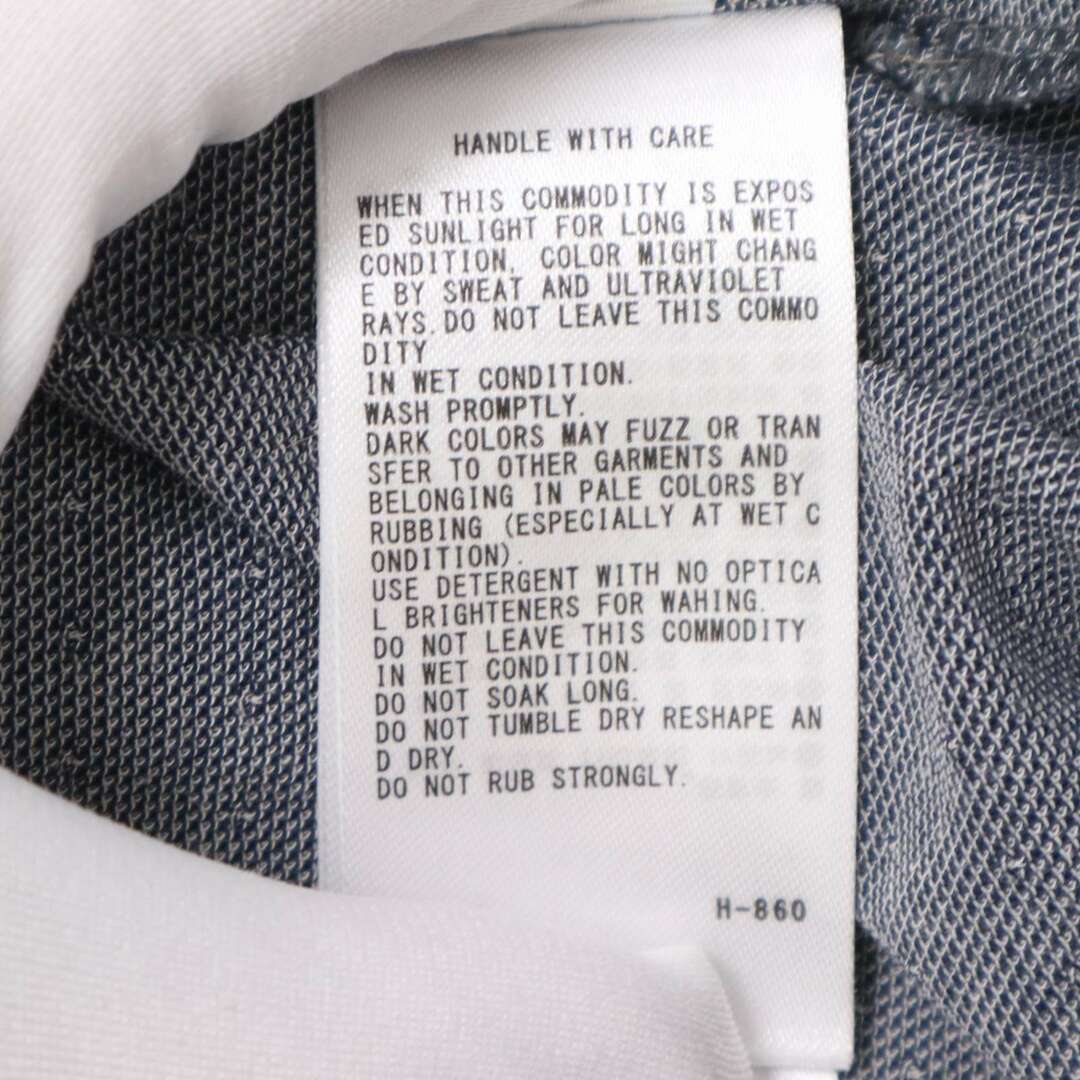 HANDLE WITH CARE
WHEN THIS COMMODITY IS EXPOS
ED SUNLIGHT FOR LONG IN WET
CONDITION, COLOR MIGHT CHANG
E BY SWEAT AND ULTRAVIOLET
RAYS.DO NOT LEAVE THIS COMMO
DITY
IN WET CONDITION.
WASH PROMPTLY.
DARK COLORS MAY FUZZ OR TRAN
SFER TO OTHER GARMENTS AND
BELONGING IN PALE COLORS BY
RUBBING (ESPECIALLY AT WET C
ONDITION).
USE DETERGENT WITH NO OPTICA
L BRIGHTENERS FOR WAHING.
DO NOT LEAVE THIS COMMODITY
IN WET CONDITION.
DO NOT SOAK LONG.
DO NOT TUMBLE DRY RESHAPE AN
D DRY.
DO NOT RUB STRONGLY.
H-860